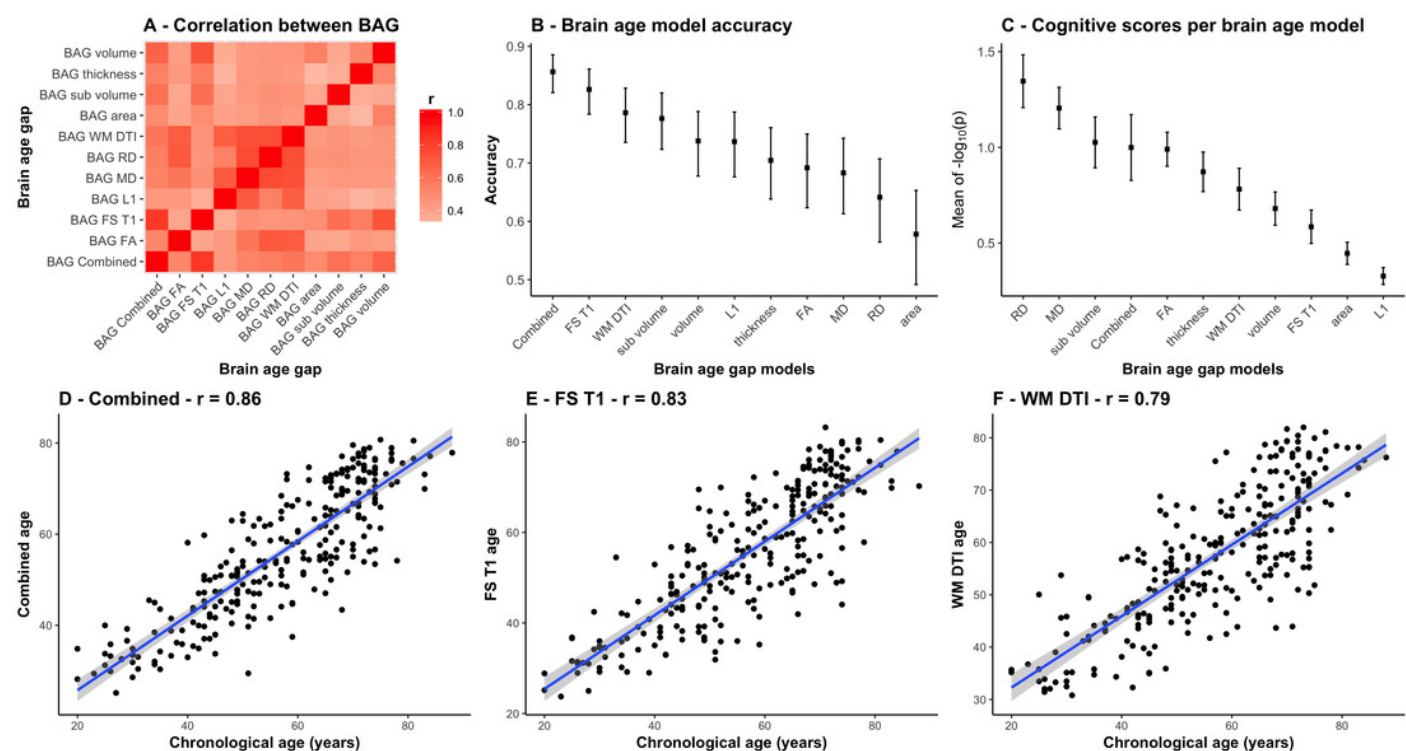 A - Correlation between BAG
Brain age gap
BAG volume
BAG thickness
BAG sub volume
BAG area
BAG WM DTI
BAG RD
BAG MD
BAG L1
BAG FS T1
BAG FA
BAG Combined
BAG Combined
BAG FA
BAG FS T1
BAG L1
BAG MD
BAG RD
BAG WM DTI
BAG area
BAG sub volume
BAG thickness
BAG volume
Brain age gap
r
1.0
0.8
0.6
0.4
B - Brain age model accuracy
Accuracy
0.9
0.8
0.7
0.6
0.5
Combined
FS T1
WM DTI
sub volume
volume
L1
thickness
FA
MD
RD
area
Brain age gap models
C - Cognitive scores per brain age model
Mean of -log₁₀(p)
1.5
1.0
0.5
RD
MD
sub volume
Combined
FA
thickness
WM DTI
volume
FS T1
area
L1
Brain age gap models
D - Combined - r = 0.86
Combined age
80
60
40
20
40
60
80
Chronological age (years)
E - FS T1 - r = 0.83
FS T1 age
80
60
40
20
20
40
60
80
Chronological age (years)
F - WM DTI - r = 0.79
WM DTI age
80
70
60
50
40
30
20
40
60
80
Chronological age (years)